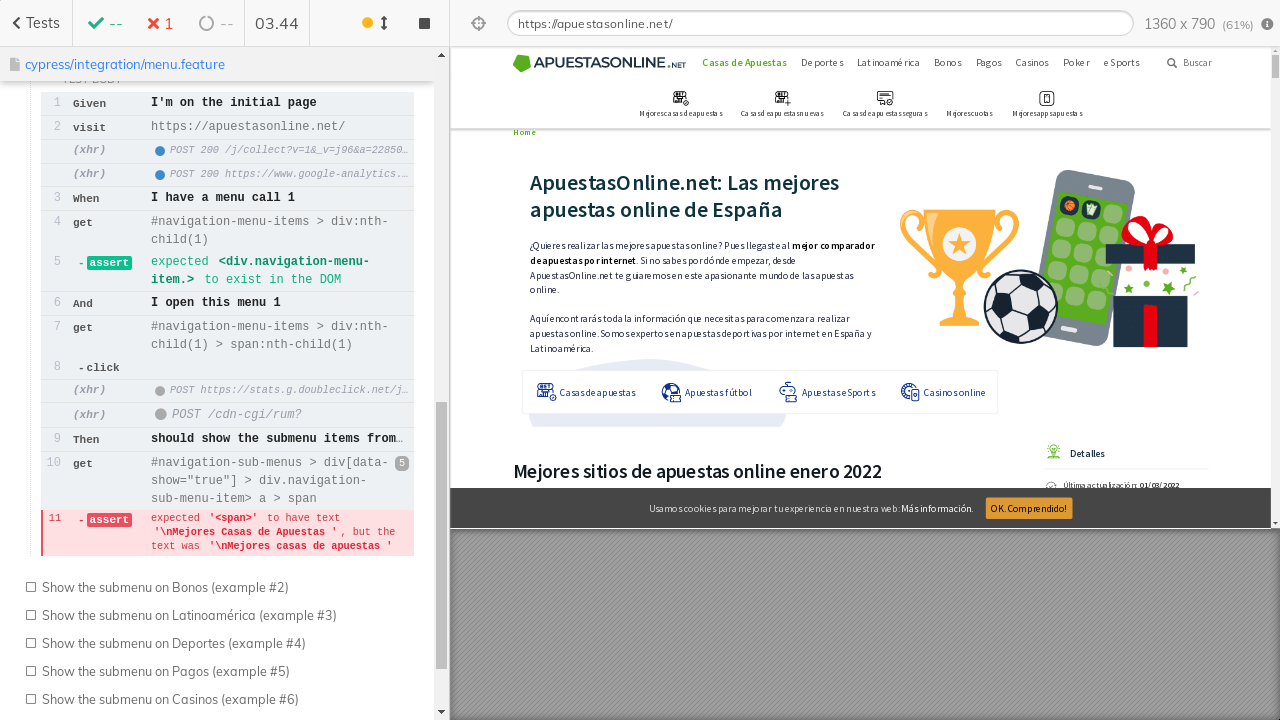 Tests
--
1
--
03.44
https://apuestasonline.net/
1360 x 790 (61%)
cypress/integration/menu.feature
1 Given I'm on the initial page
2 visit https://apuestasonline.net/
(xhr) POST 200 /j/collect?v=1&_v=j96&a=22850…
(xhr) POST 200 https://www.google-analytics.…
3 When I have a menu call 1
4 get #navigation-menu-items > div:nth-
child(1)
5 -assert expected <div.navigation-menu-
item.> to exist in the DOM
6 And I open this menu 1
7 get #navigation-menu-items > div:nth-
child(1) > span:nth-child(1)
8 -click
(xhr) POST https://stats.g.doubleclick.net/j…
(xhr) POST /cdn-cgi/rum?
9 Then should show the submenu items from…
10 get #navigation-sub-menus > div[data- 5
show="true"] > div.navigation-
sub-menu-item> a > span
11 -assert expected '<span>' to have text
'\nMejores Casas de Apuestas ', but the
text was '\nMejores casas de apuestas '
Show the submenu on Bonos (example #2)
Show the submenu on Latinoamérica (example #3)
Show the submenu on Deportes (example #4)
Show the submenu on Pagos (example #5)
Show the submenu on Casinos (example #6)
APUESTASONLINE.NET
Casas de Apuestas Deportes Latinoamérica Bonos Pagos Casinos Poker eSports Buscar
Mejores casas de apuestas Casas de apuestas nuevas Casas de apuestas seguras Mejores cuotas Mejores apps apuestas
Home
ApuestasOnline.net: Las mejores
apuestas online de España
¿Quieres realizar las mejores apuestas online? Pues llegaste al mejor comparador
de apuestas por internet. Si no sabes por dónde empezar, desde
ApuestasOnline.net te guiaremos en este apasionante mundo de las apuestas
online.
Aquí encontrarás toda la información que necesitas para comenzar a realizar
apuestas online. Somos expertos en apuestas deportivas por internet en España y
Latinoamérica.
Casas de apuestas Apuestas fútbol Apuestas eSports Casinos online
Mejores sitios de apuestas online enero 2022
Detalles
Última actualización: 01/03/2022
Usamos cookies para mejorar tu experiencia en nuestra web: Más información. OK. Comprendido!